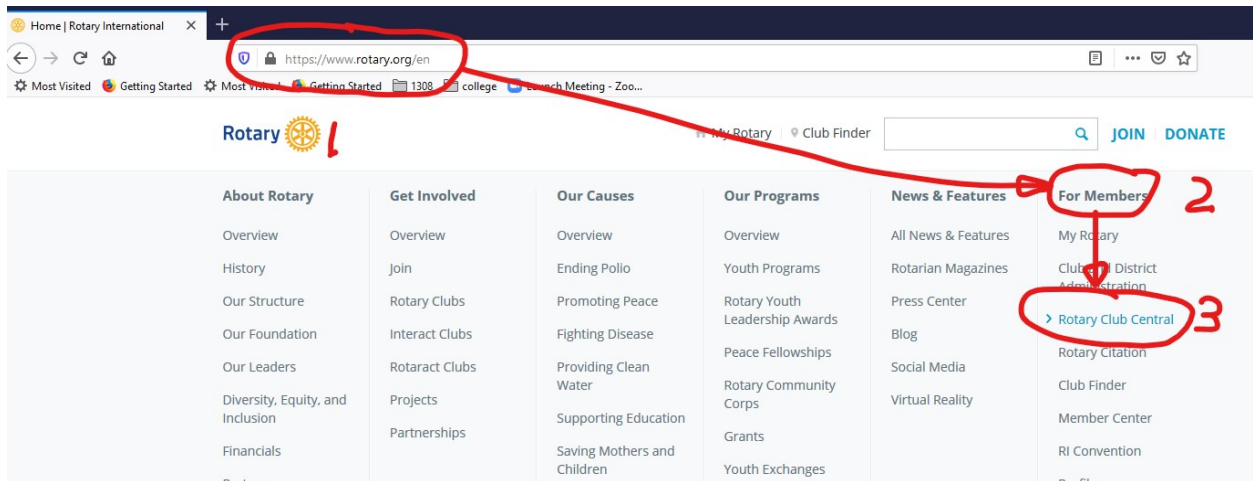 Home | Rotary International
https://www.rotary.org/en
Most Visited Getting Started Most Visited Getting Started 1308 college Launch Meeting - Zoo...
Rotary 1 My Rotary Club Finder JOIN DONATE
About Rotary
Overview
History
Our Structure
Our Foundation
Our Leaders
Diversity, Equity, and
Inclusion
Financials
Get Involved
Overview
Join
Rotary Clubs
Interact Clubs
Rotaract Clubs
Projects
Partnerships
Our Causes
Overview
Ending Polio
Promoting Peace
Fighting Disease
Providing Clean
Water
Supporting Education
Saving Mothers and
Children
Our Programs
Overview
Youth Programs
Rotary Youth
Leadership Awards
Peace Fellowships
Rotary Community
Corps
Grants
Youth Exchanges
News & Features
All News & Features
Rotarian Magazines
Press Center
Blog
Social Media
Virtual Reality
For Members 2
My Rotary
Club and District
Administration
Rotary Club Central 3
Rotary Citation
Club Finder
Member Center
RI Convention